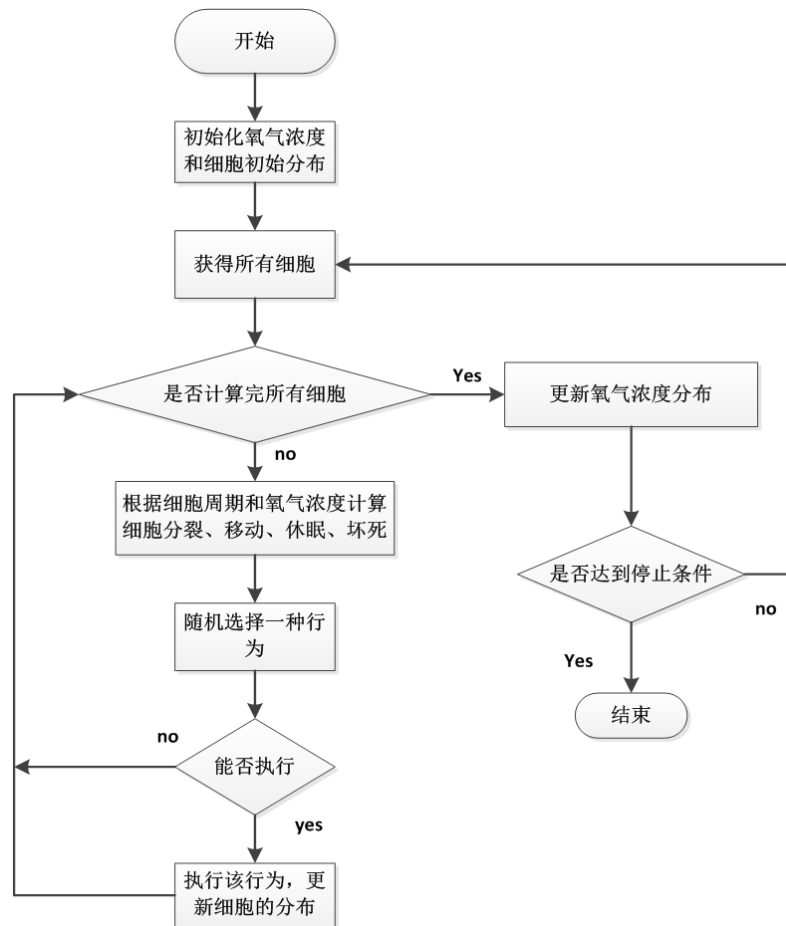 开始
初始化氧气浓度
和细胞初始分布
获得所有细胞
是否计算完所有细胞
Yes
更新氧气浓度分布
no
根据细胞周期和氧气浓度计算
细胞分裂、移动、休眠、坏死
是否达到停止条件
no
随机选择一种行
为
Yes
结束
no
能否执行
yes
执行该行为，更
新细胞的分布